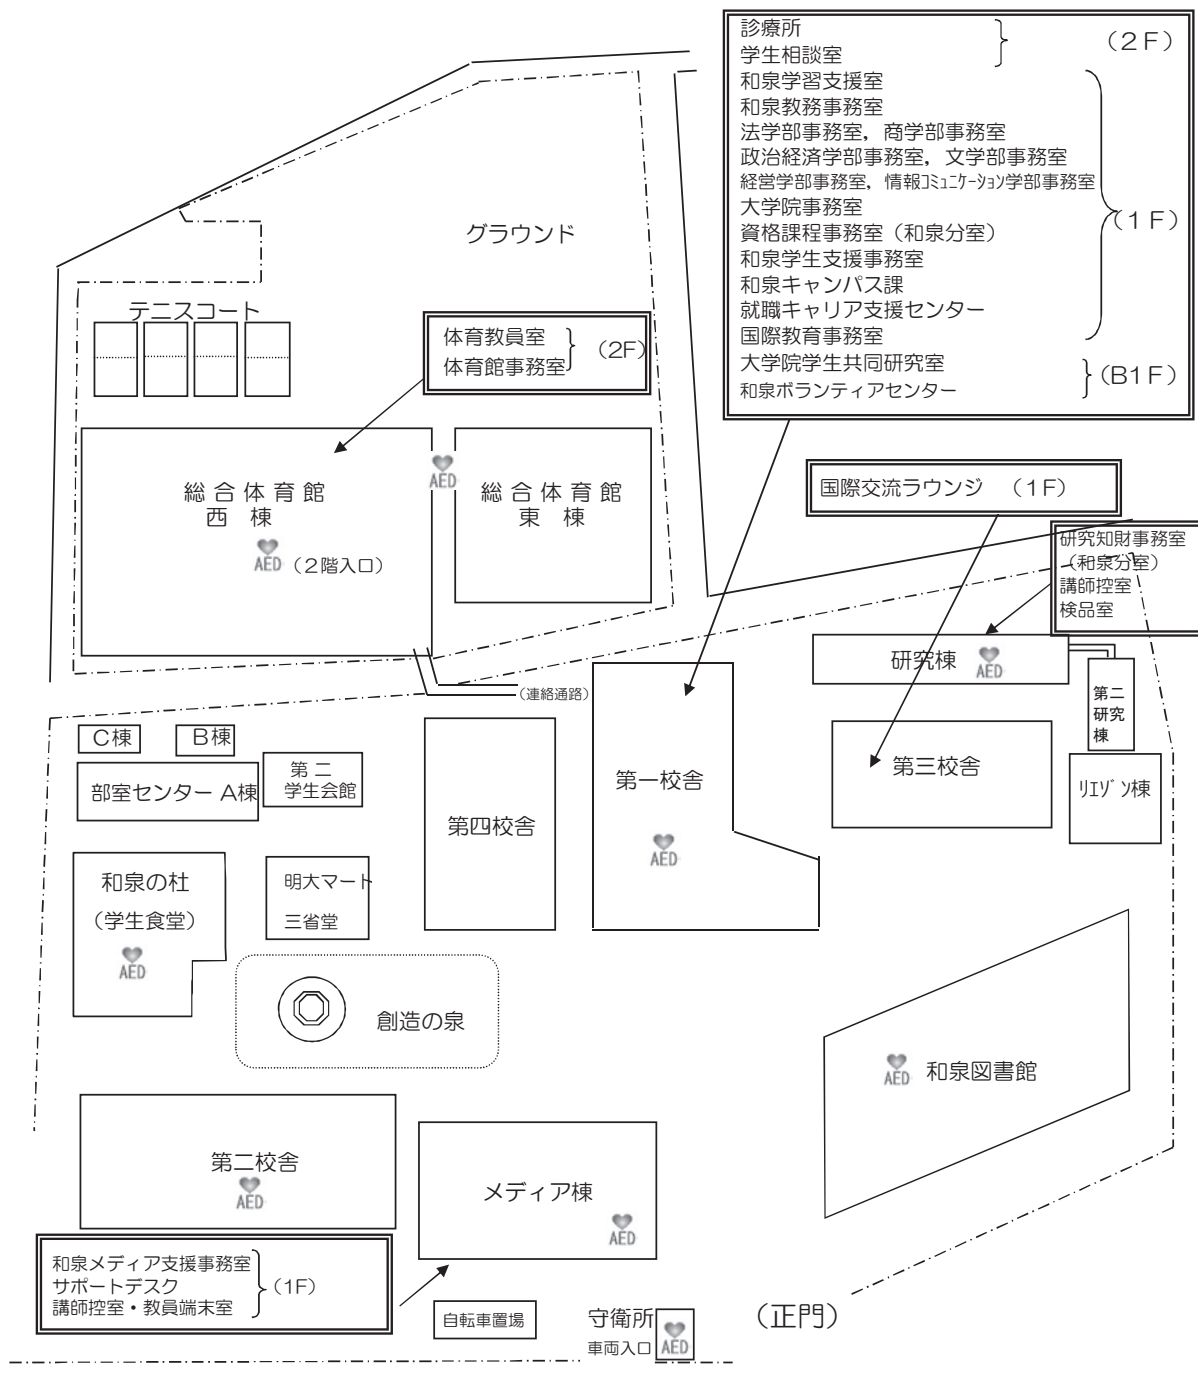 診療所
学生相談室
(2F)
和泉学習支援室
和泉教務事務室
法学部事務室，商学部事務室
政治経済学部事務室，文学部事務室
経営学部事務室，情報ｺﾐｭﾆｹｰｼｮﾝ学部事務室
大学院事務室
資格課程事務室（和泉分室）
和泉学生支援事務室
和泉キャンパス課
就職キャリア支援センター
国際教育事務室
(1F)
大学院学生共同研究室
和泉ボランティアセンター
(B1F)
グラウンド
テニスコート
体育教員室
体育館事務室
(2F)
総合体育館
西棟
AED
（2階入口）
AED
総合体育館
東棟
国際交流ラウンジ （1F）
研究知財事務室
（和泉分室）
講師控室
検品室
研究棟
AED
第二
研究
棟
（連絡通路）
C棟
B棟
部室センター A棟
第二
学生会館
第四校舎
第一校舎
AED
第三校舎
ﾘｴｿﾞﾝ棟
和泉の杜
（学生食堂）
AED
明大マート
三省堂
創造の泉
AED
和泉図書館
第二校舎
AED
メディア棟
AED
和泉メディア支援事務室
サポートデスク
講師控室・教員端末室
(1F)
自転車置場
守衛所
車両入口
AED
（正門）